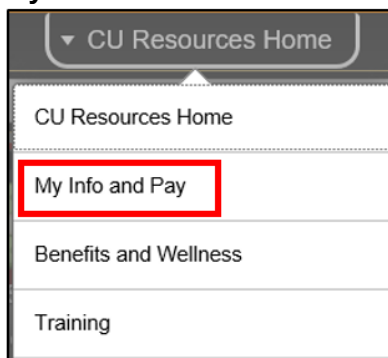 CU Resources Home
CU Resources Home
My Info and Pay
Benefits and Wellness
Training